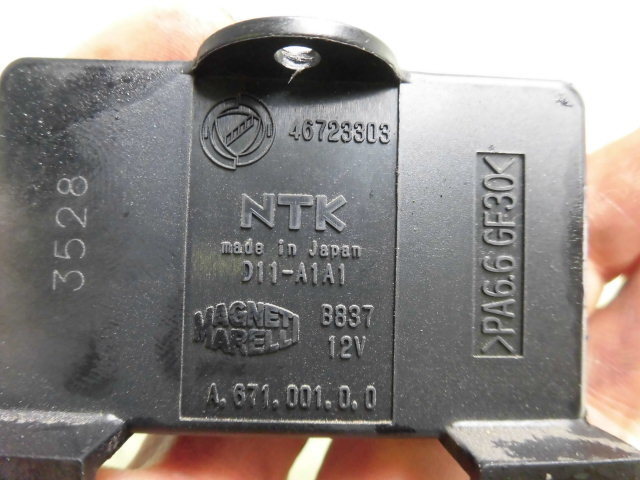 3528
46723303
NTK
made in Japan
D11-A1A1
MAGNETI
MARELLI
B837
12V
A.671.001.0.0
>PA6.6 GF30<